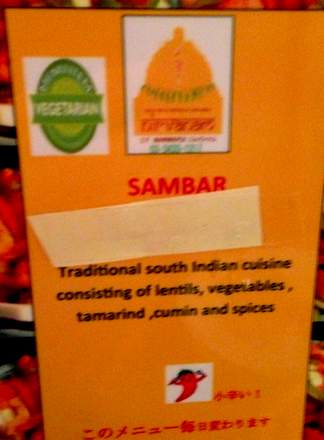 VEGETARIAN
nirvanam
SAMBAR
Traditional south Indian cuisine
consisting of lentils, vegetables ,
tamarind ,cumin and spices
小辛い！
このメニュー毎日変わります